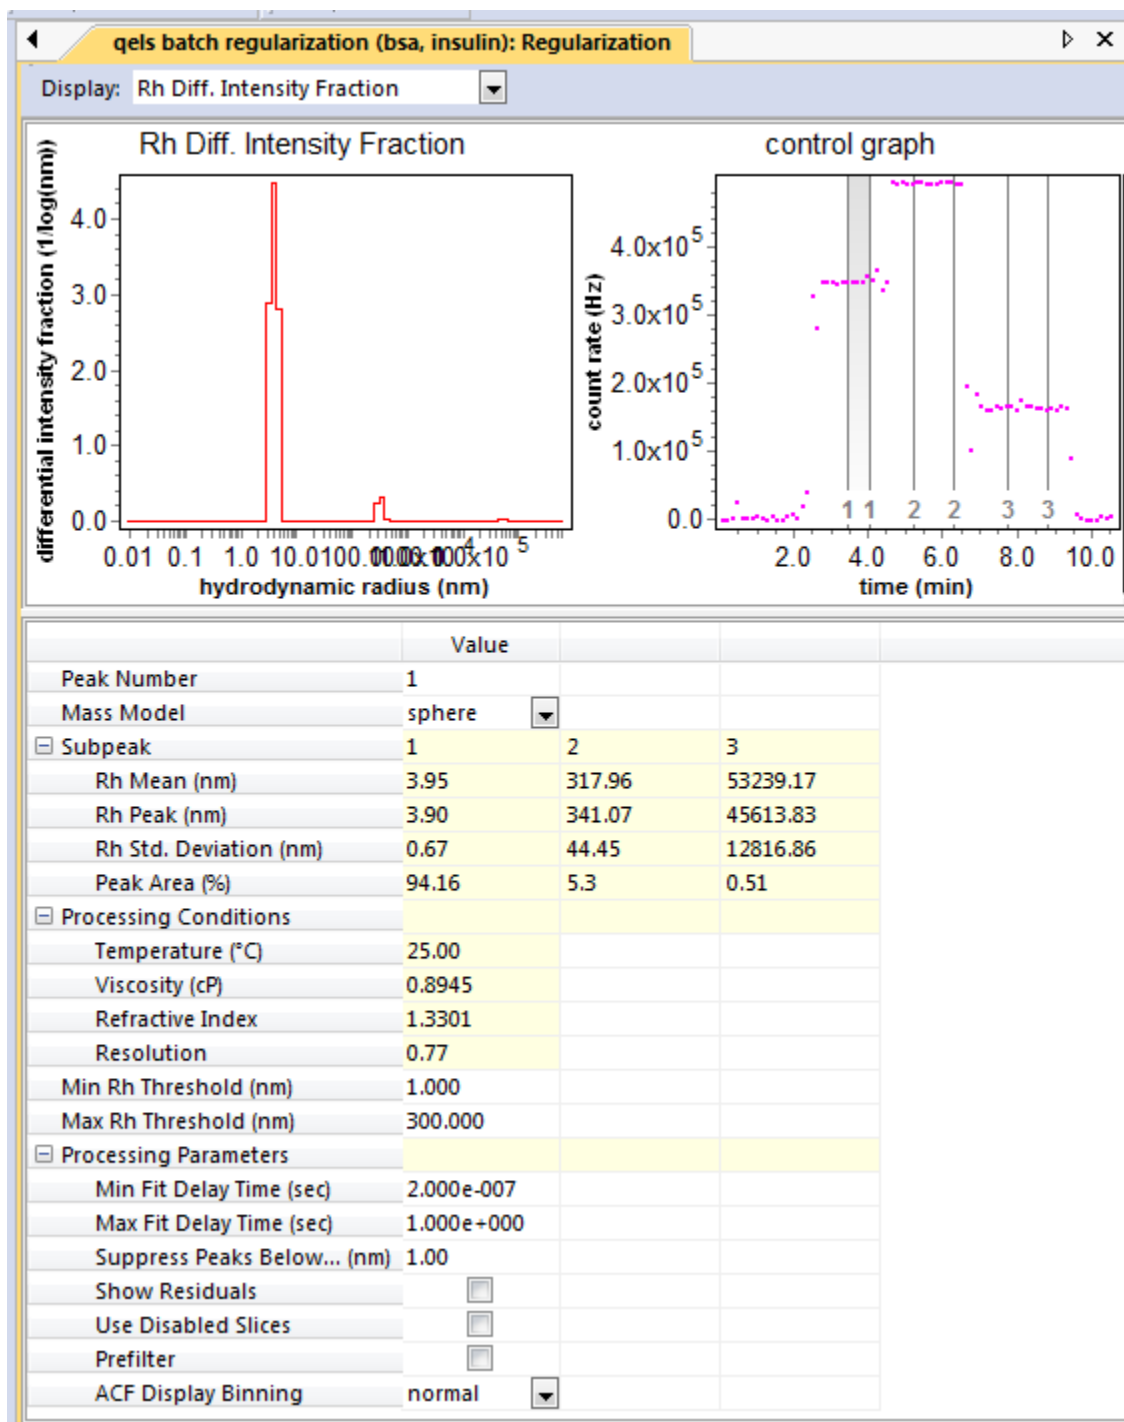 qels batch regularization (bsa, insulin): Regularization
Display: Rh Diff. Intensity Fraction
Rh Diff. Intensity Fraction
differential intensity fraction (1/log(nm))
4.0
3.0
2.0
1.0
0.0
0.01 0.1 1.0 10.0 100.0
hydrodynamic radius (nm)
control graph
count rate (Hz)
4.0x10^5
3.0x10^5
2.0x10^5
1.0x10^5
0.0
1 1 2 2 3 3
2.0 4.0 6.0 8.0 10.0
time (min)
Value
Peak Number 1
Mass Model sphere
Subpeak 1 2 3
Rh Mean (nm) 3.95 317.96 53239.17
Rh Peak (nm) 3.90 341.07 45613.83
Rh Std. Deviation (nm) 0.67 44.45 12816.86
Peak Area (%) 94.16 5.3 0.51
Processing Conditions
Temperature (°C) 25.00
Viscosity (cP) 0.8945
Refractive Index 1.3301
Resolution 0.77
Min Rh Threshold (nm) 1.000
Max Rh Threshold (nm) 300.000
Processing Parameters
Min Fit Delay Time (sec) 2.000e-007
Max Fit Delay Time (sec) 1.000e+000
Suppress Peaks Below... (nm) 1.00
Show Residuals
Use Disabled Slices
Prefilter
ACF Display Binning normal